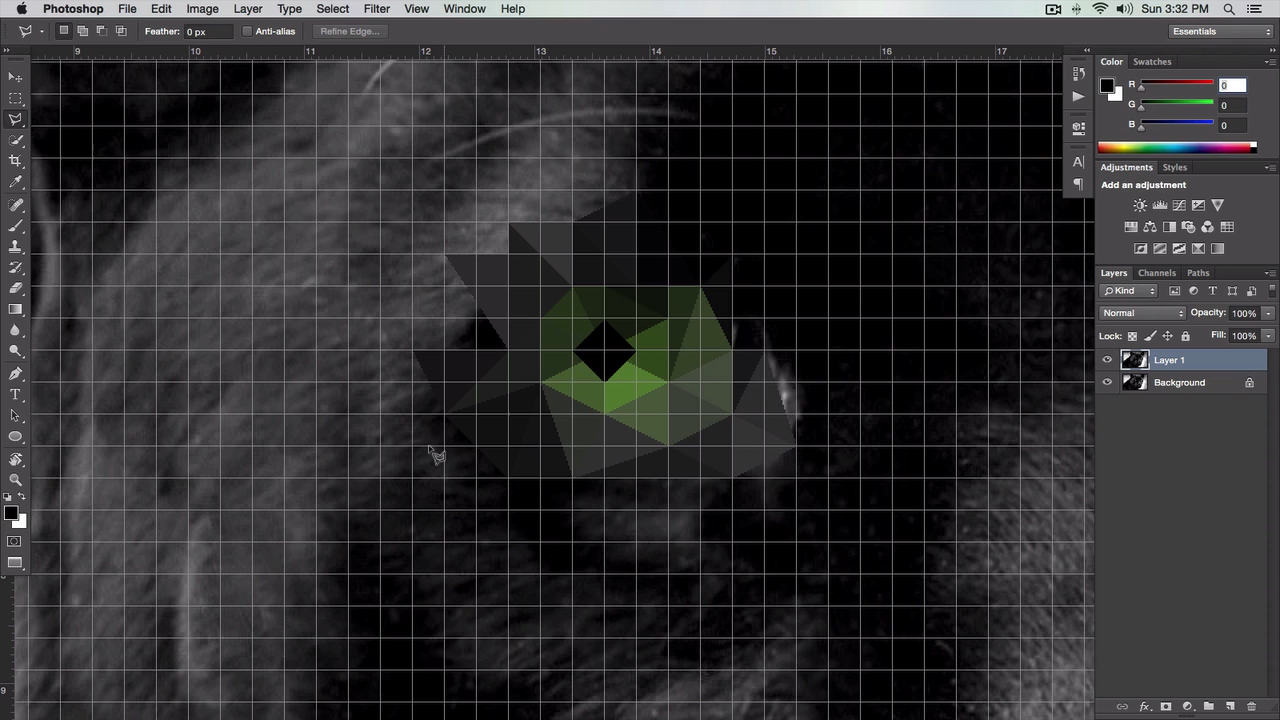 Photoshop File Edit Image Layer Type Select Filter View Window Help Sun 3:32 PM
Feather: 0 px Anti-alias Refine Edge... Essentials
9 10 11 12 13 14 15 16 17
Color Swatches
R 0
G 0
B 0
Adjustments Styles
Add an adjustment
Layers Channels Paths
Kind
Normal Opacity: 100%
Lock: Fill: 100%
Layer 1
Background
9